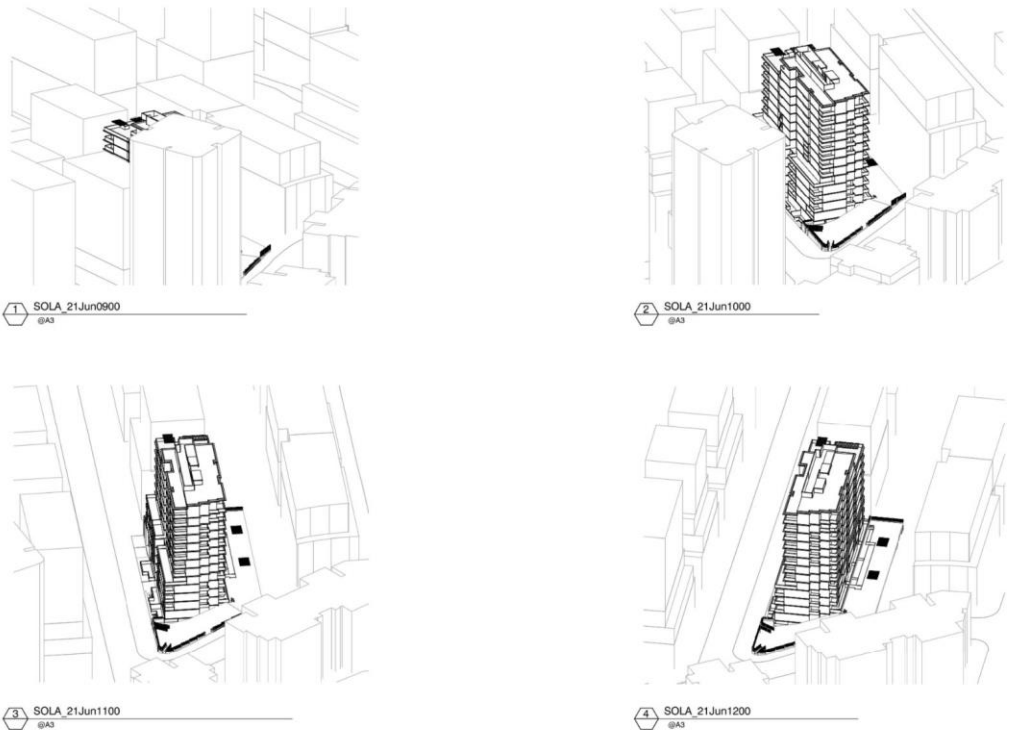 1 SOLA_21Jun0900
@A3
2 SOLA_21Jun1000
@A3
3 SOLA_21Jun1100
@A3
4 SOLA_21Jun1200
@A3